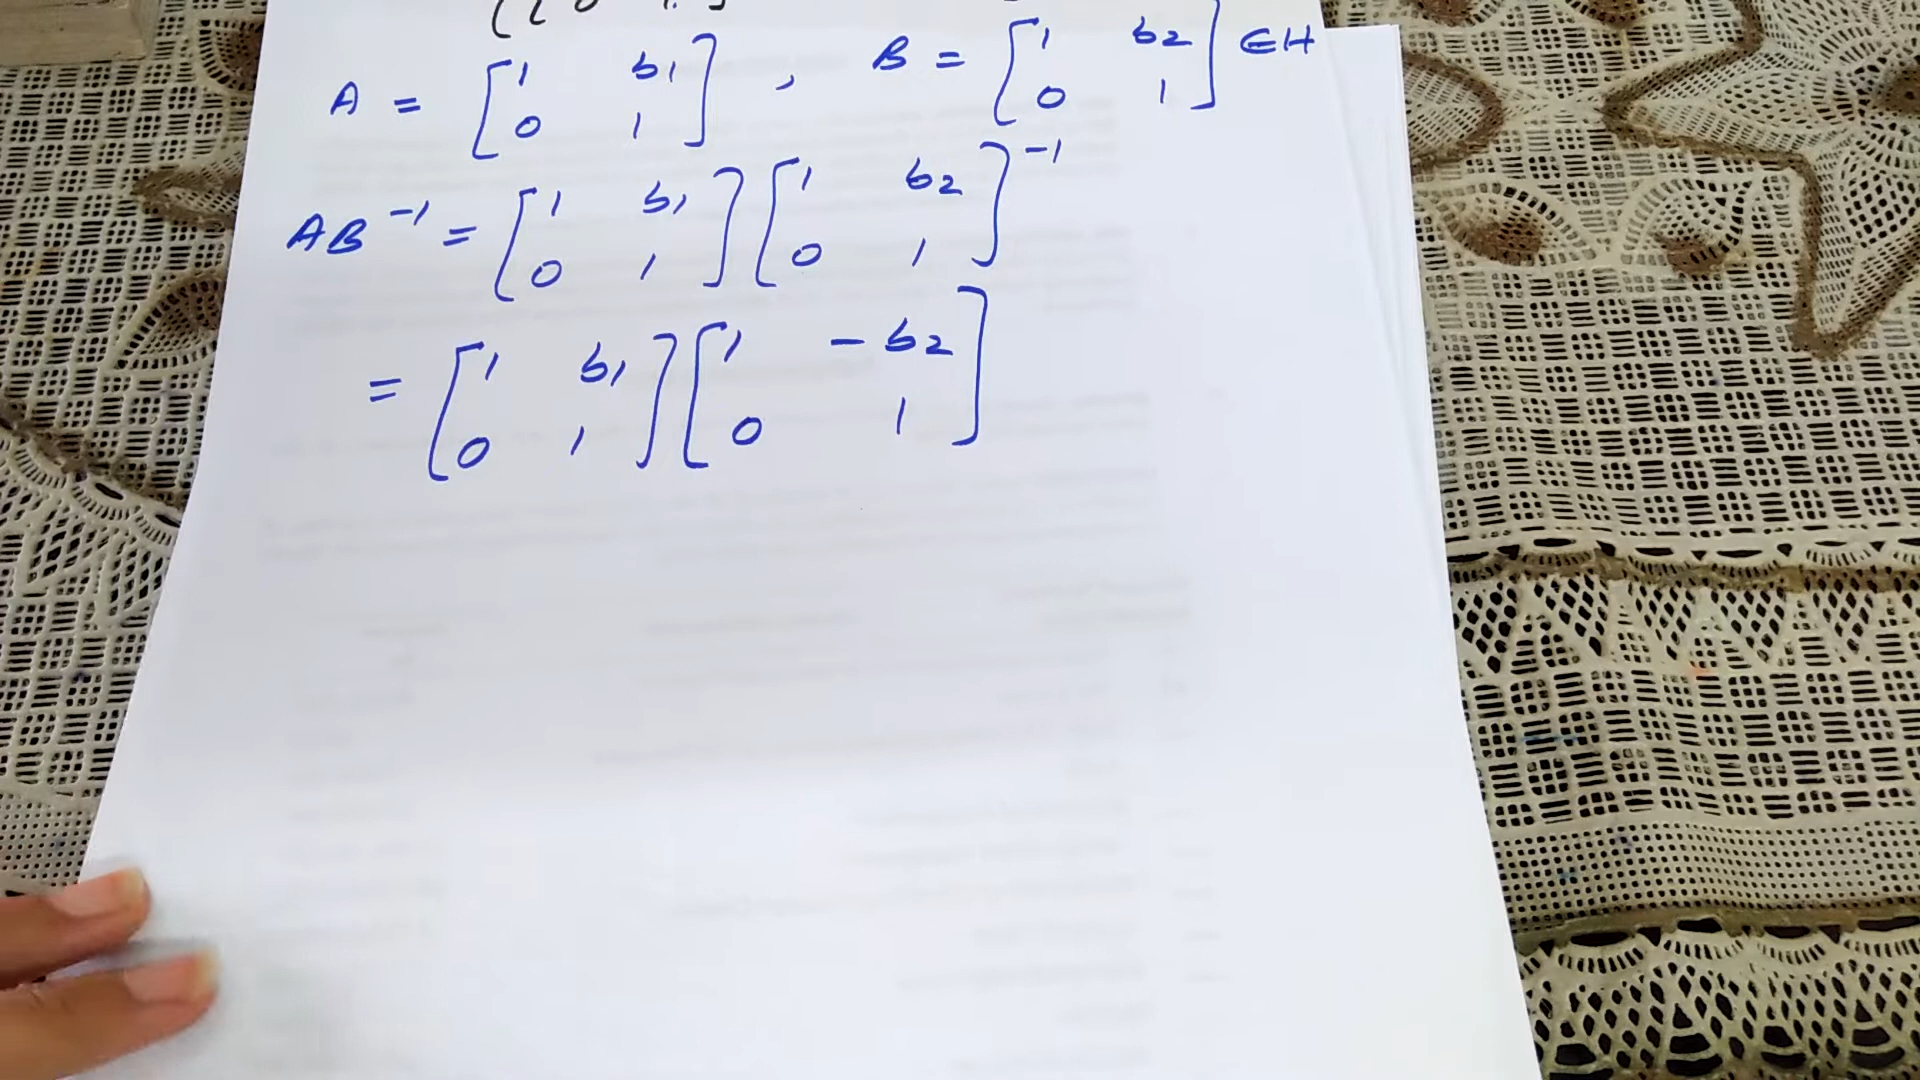 A = [1 b1 0 1] , B = [1 b2 0 1] ∈ H
AB⁻¹ = [1 b1 0 1] [1 b2 0 1]⁻¹
= [1 b1 0 1] [1 -b2 0 1]